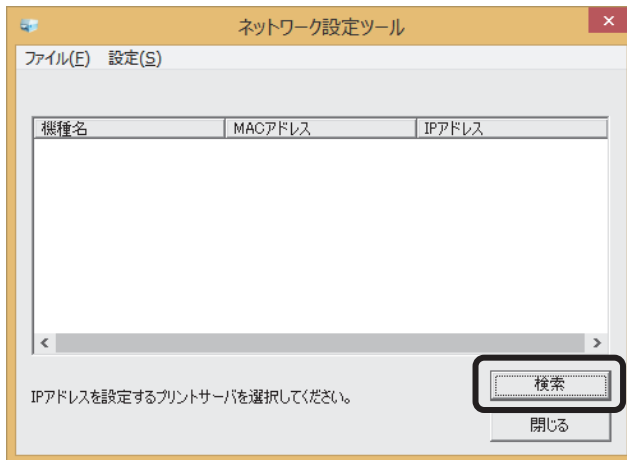 ネットワーク設定ツール
ファイル(F) 設定(S)
機種名 MACアドレス IPアドレス
検索
IPアドレスを設定するプリントサーバを選択してください。
閉じる